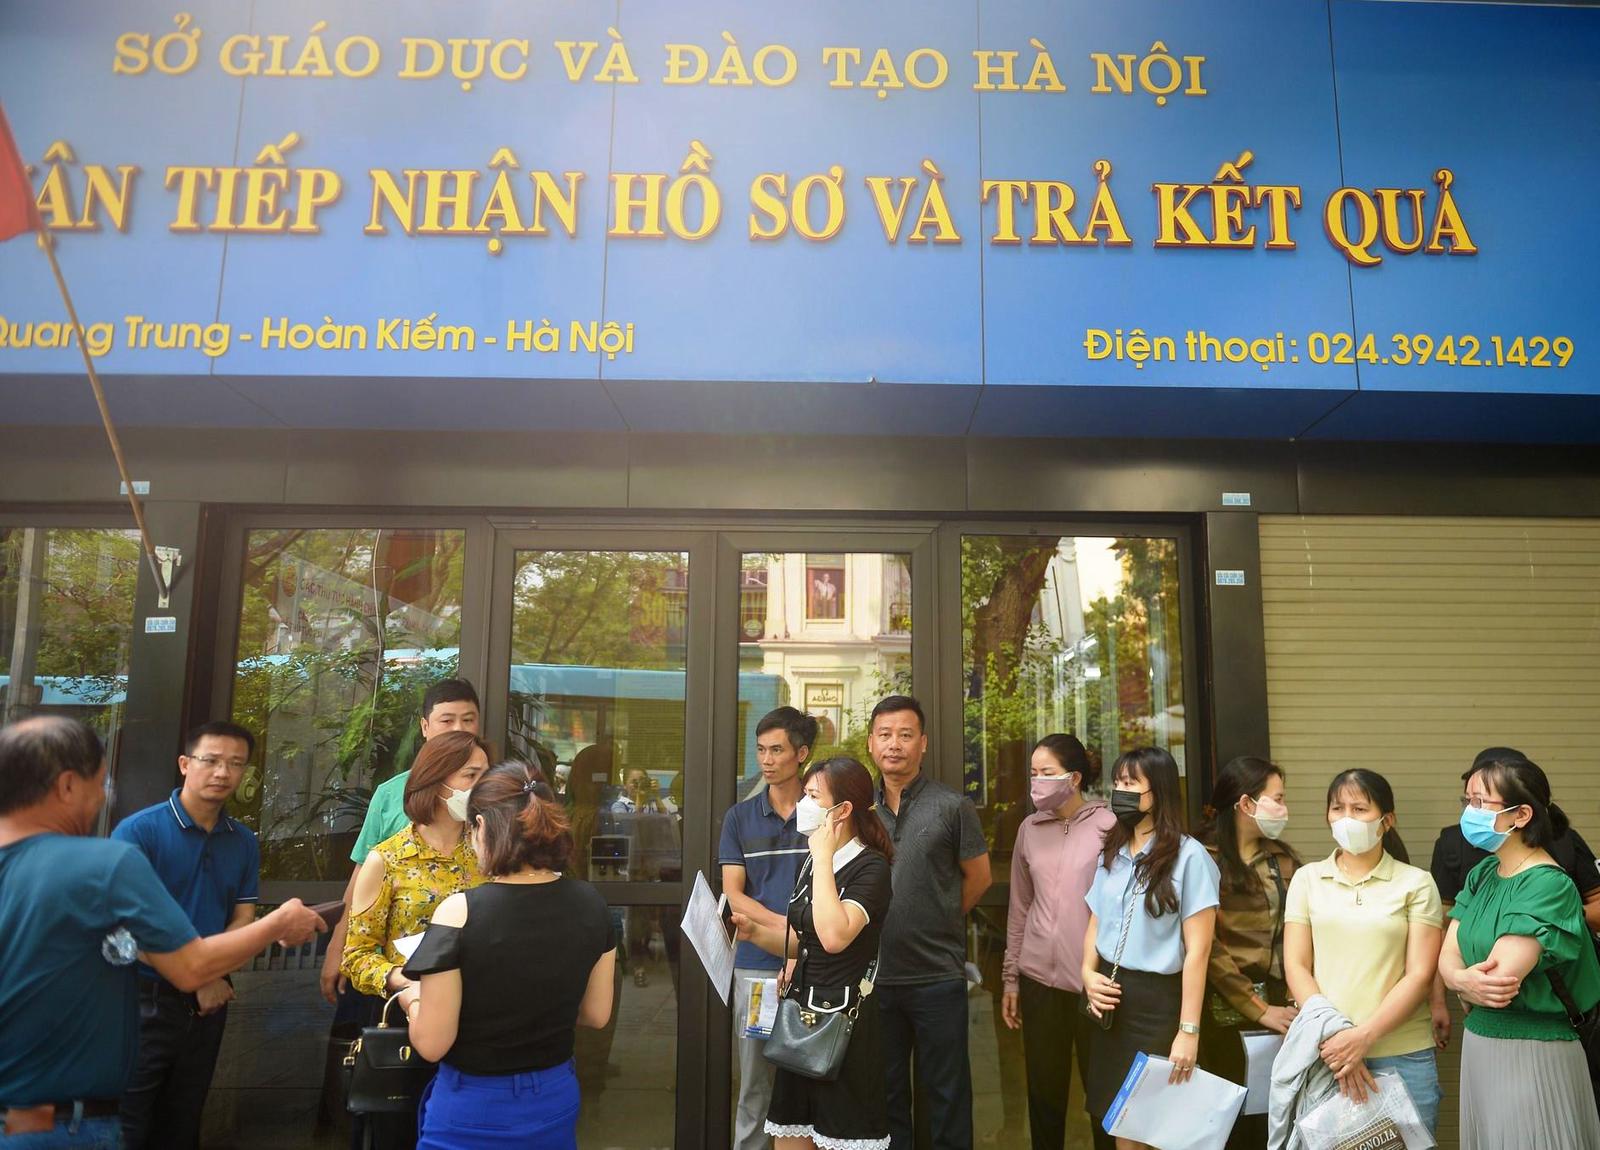 SỞ GIÁO DỤC VÀ ĐÀO TẠO HÀ NỘI
TIẾP NHẬN HỒ SƠ VÀ TRẢ KẾT QUẢ
Quang Trung - Hoàn Kiếm - Hà Nội
Điện thoại: 024.3942.1429